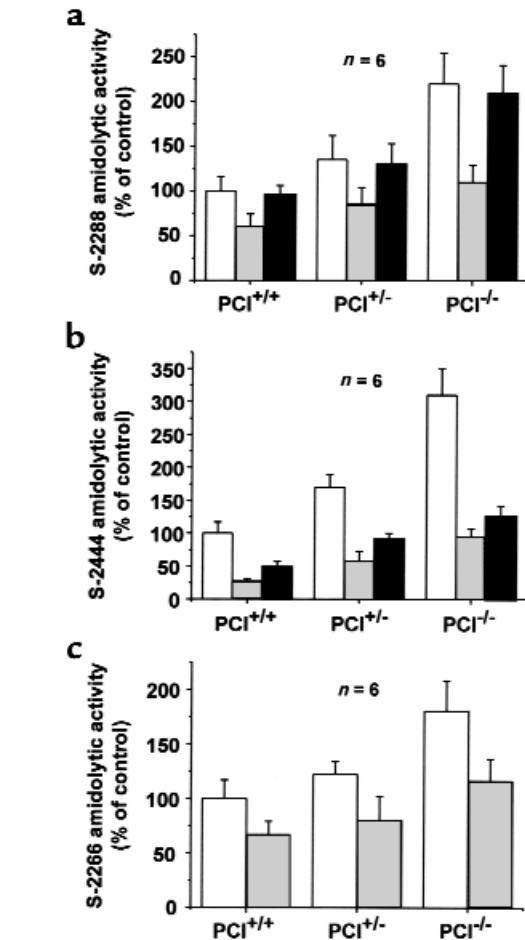 a
S-2288 amidolytic activity
(% of control)
250
200
150
100
50
0
n = 6
PCI+/+ PCI+/- PCI-/-
b
S-2444 amidolytic activity
(% of control)
350
300
250
200
150
100
50
0
n = 6
PCI+/+ PCI+/- PCI-/-
c
S-2266 amidolytic activity
(% of control)
200
150
100
50
0
n = 6
PCI+/+ PCI+/- PCI-/-